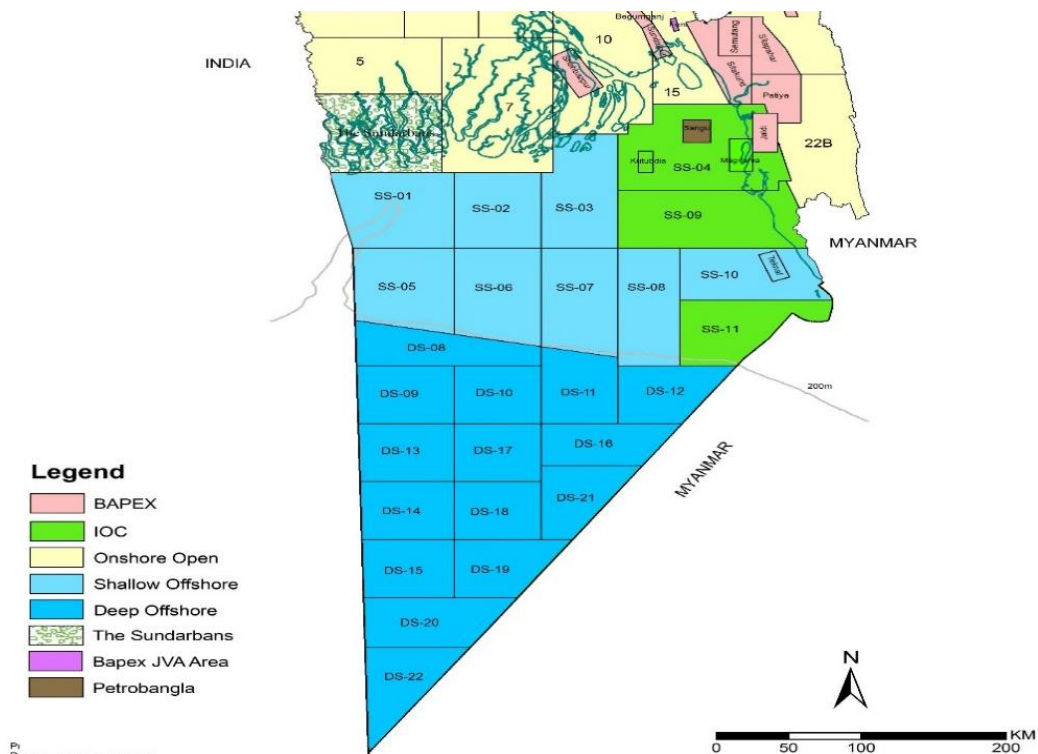 Begumganj
10
INDIA
5
Semutang
Sitapahar
Shahbazpur
Sitakund
15
Patiya
7
The Sundarbans
Sangu
Jaldi
22B
Kutubdia
Magnama
SS-04
SS-01
SS-02
SS-03
SS-09
MYANMAR
Teknaf
SS-10
SS-05
SS-06
SS-07
SS-08
SS-11
DS-08
200m
DS-09
DS-10
DS-11
DS-12
DS-13
DS-17
DS-16
MYANMAR
DS-21
DS-14
DS-18
DS-15
DS-19
DS-20
DS-22
Legend
BAPEX
IOC
Onshore Open
Shallow Offshore
Deep Offshore
The Sundarbans
Bapex JVA Area
Petrobangla
N
KM
0 50 100 200